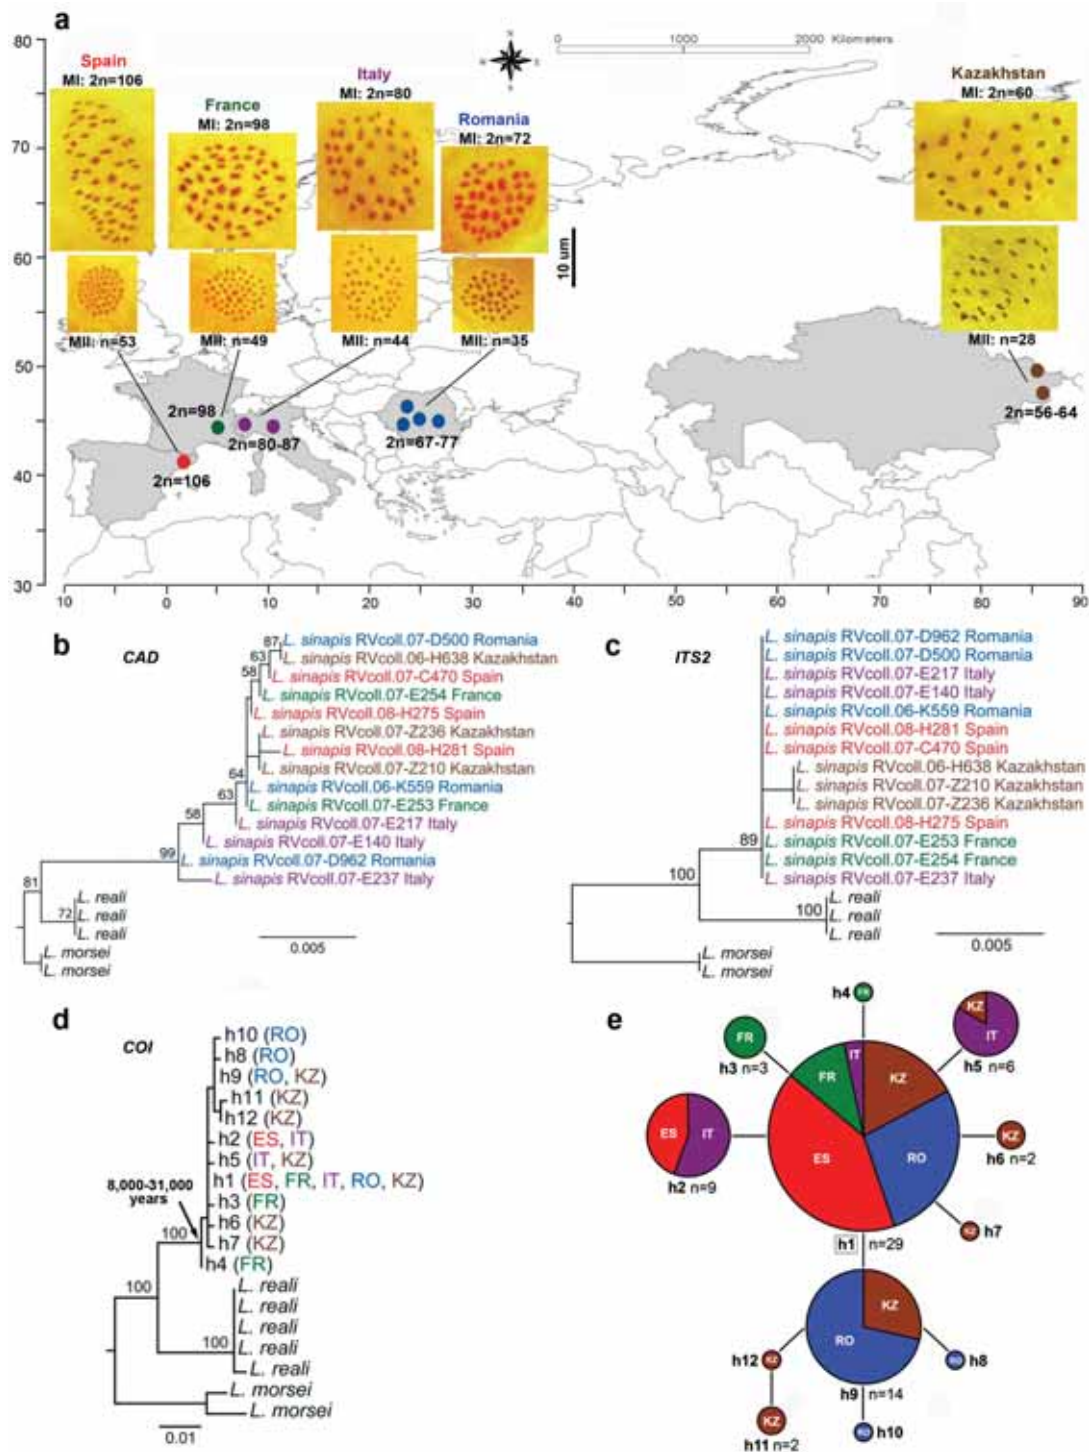 a
80
70
60
50
40
30
0 1000 2000 Kilometers
N
W E
S
Spain
MI: 2n=106
France
MI: 2n=98
Italy
MI: 2n=80
Romania
MI: 2n=72
Kazakhstan
MI: 2n=60
10 um
MII: n=53
MII: n=49
MII: n=44
MII: n=35
MII: n=28
2n=98
2n=106
2n=80-87
2n=67-77
2n=56-64
10 0 10 20 30 40 50 60 70 80 90
b
CAD
87
63
58
64
63
58
99
81
72
L. sinapis RVcoll.07-D500 Romania
L. sinapis RVcoll.06-H638 Kazakhstan
L. sinapis RVcoll.07-C470 Spain
L. sinapis RVcoll.07-E254 France
L. sinapis RVcoll.08-H275 Spain
L. sinapis RVcoll.07-Z236 Kazakhstan
L. sinapis RVcoll.08-H281 Spain
L. sinapis RVcoll.07-Z210 Kazakhstan
L. sinapis RVcoll.06-K559 Romania
L. sinapis RVcoll.07-E253 France
L. sinapis RVcoll.07-E217 Italy
L. sinapis RVcoll.07-E140 Italy
L. sinapis RVcoll.07-D962 Romania
L. sinapis RVcoll.07-E237 Italy
L. reali
L. reali
L. reali
L. morsei
L. morsei
0.005
c
ITS2
89
100
100
L. sinapis RVcoll.07-D962 Romania
L. sinapis RVcoll.07-D500 Romania
L. sinapis RVcoll.07-E217 Italy
L. sinapis RVcoll.07-E140 Italy
L. sinapis RVcoll.06-K559 Romania
L. sinapis RVcoll.08-H281 Spain
L. sinapis RVcoll.07-C470 Spain
L. sinapis RVcoll.06-H638 Kazakhstan
L. sinapis RVcoll.07-Z210 Kazakhstan
L. sinapis RVcoll.07-Z236 Kazakhstan
L. sinapis RVcoll.08-H275 Spain
L. sinapis RVcoll.07-E253 France
L. sinapis RVcoll.07-E254 France
L. sinapis RVcoll.07-E237 Italy
L. reali
L. reali
L. reali
L. morsei
L. morsei
0.005
d
COI
h10 (RO)
h8 (RO)
h9 (RO, KZ)
h11 (KZ)
h12 (KZ)
h2 (ES, IT)
h5 (IT, KZ)
h1 (ES, FR, IT, RO, KZ)
h3 (FR)
h6 (KZ)
h7 (KZ)
h4 (FR)
8,000-31,000
years
100
100
100
L. reali
L. reali
L. reali
L. reali
L. reali
L. morsei
L. morsei
0.01
e
h4 FR
FR
h3 n=3
KZ
IT
h5 n=6
IT
FR
KZ
ES
RO
ES IT
h2 n=9
KZ
h6 n=2
KZ h7
h1 n=29
KZ
RO
h12 KZ
RO h8
h9 n=14
KZ
h11 n=2
RO h10